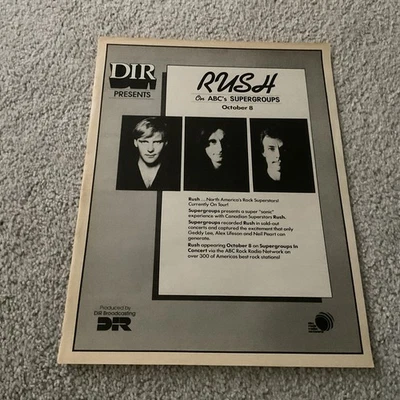 DIR
PRESENTS
RUSH
On ABC's SUPERGROUPS
October 8
Rush ... North America's Rock Superstars!
Currently On Tour!
Supergroups presents a super "sonic"
experience with Canadian Superstars Rush.
Supergroups recorded Rush in sold-out
concerts and captured the excitement that only
Geddy Lee, Alex Lifeson and Neil Peart can
generate.
Rush appearing October 8 on Supergroups In
Concert via the ABC Rock Radio Network on
over 300 of Americas best rock stations!
Produced by
DIR Broadcasting
DIR